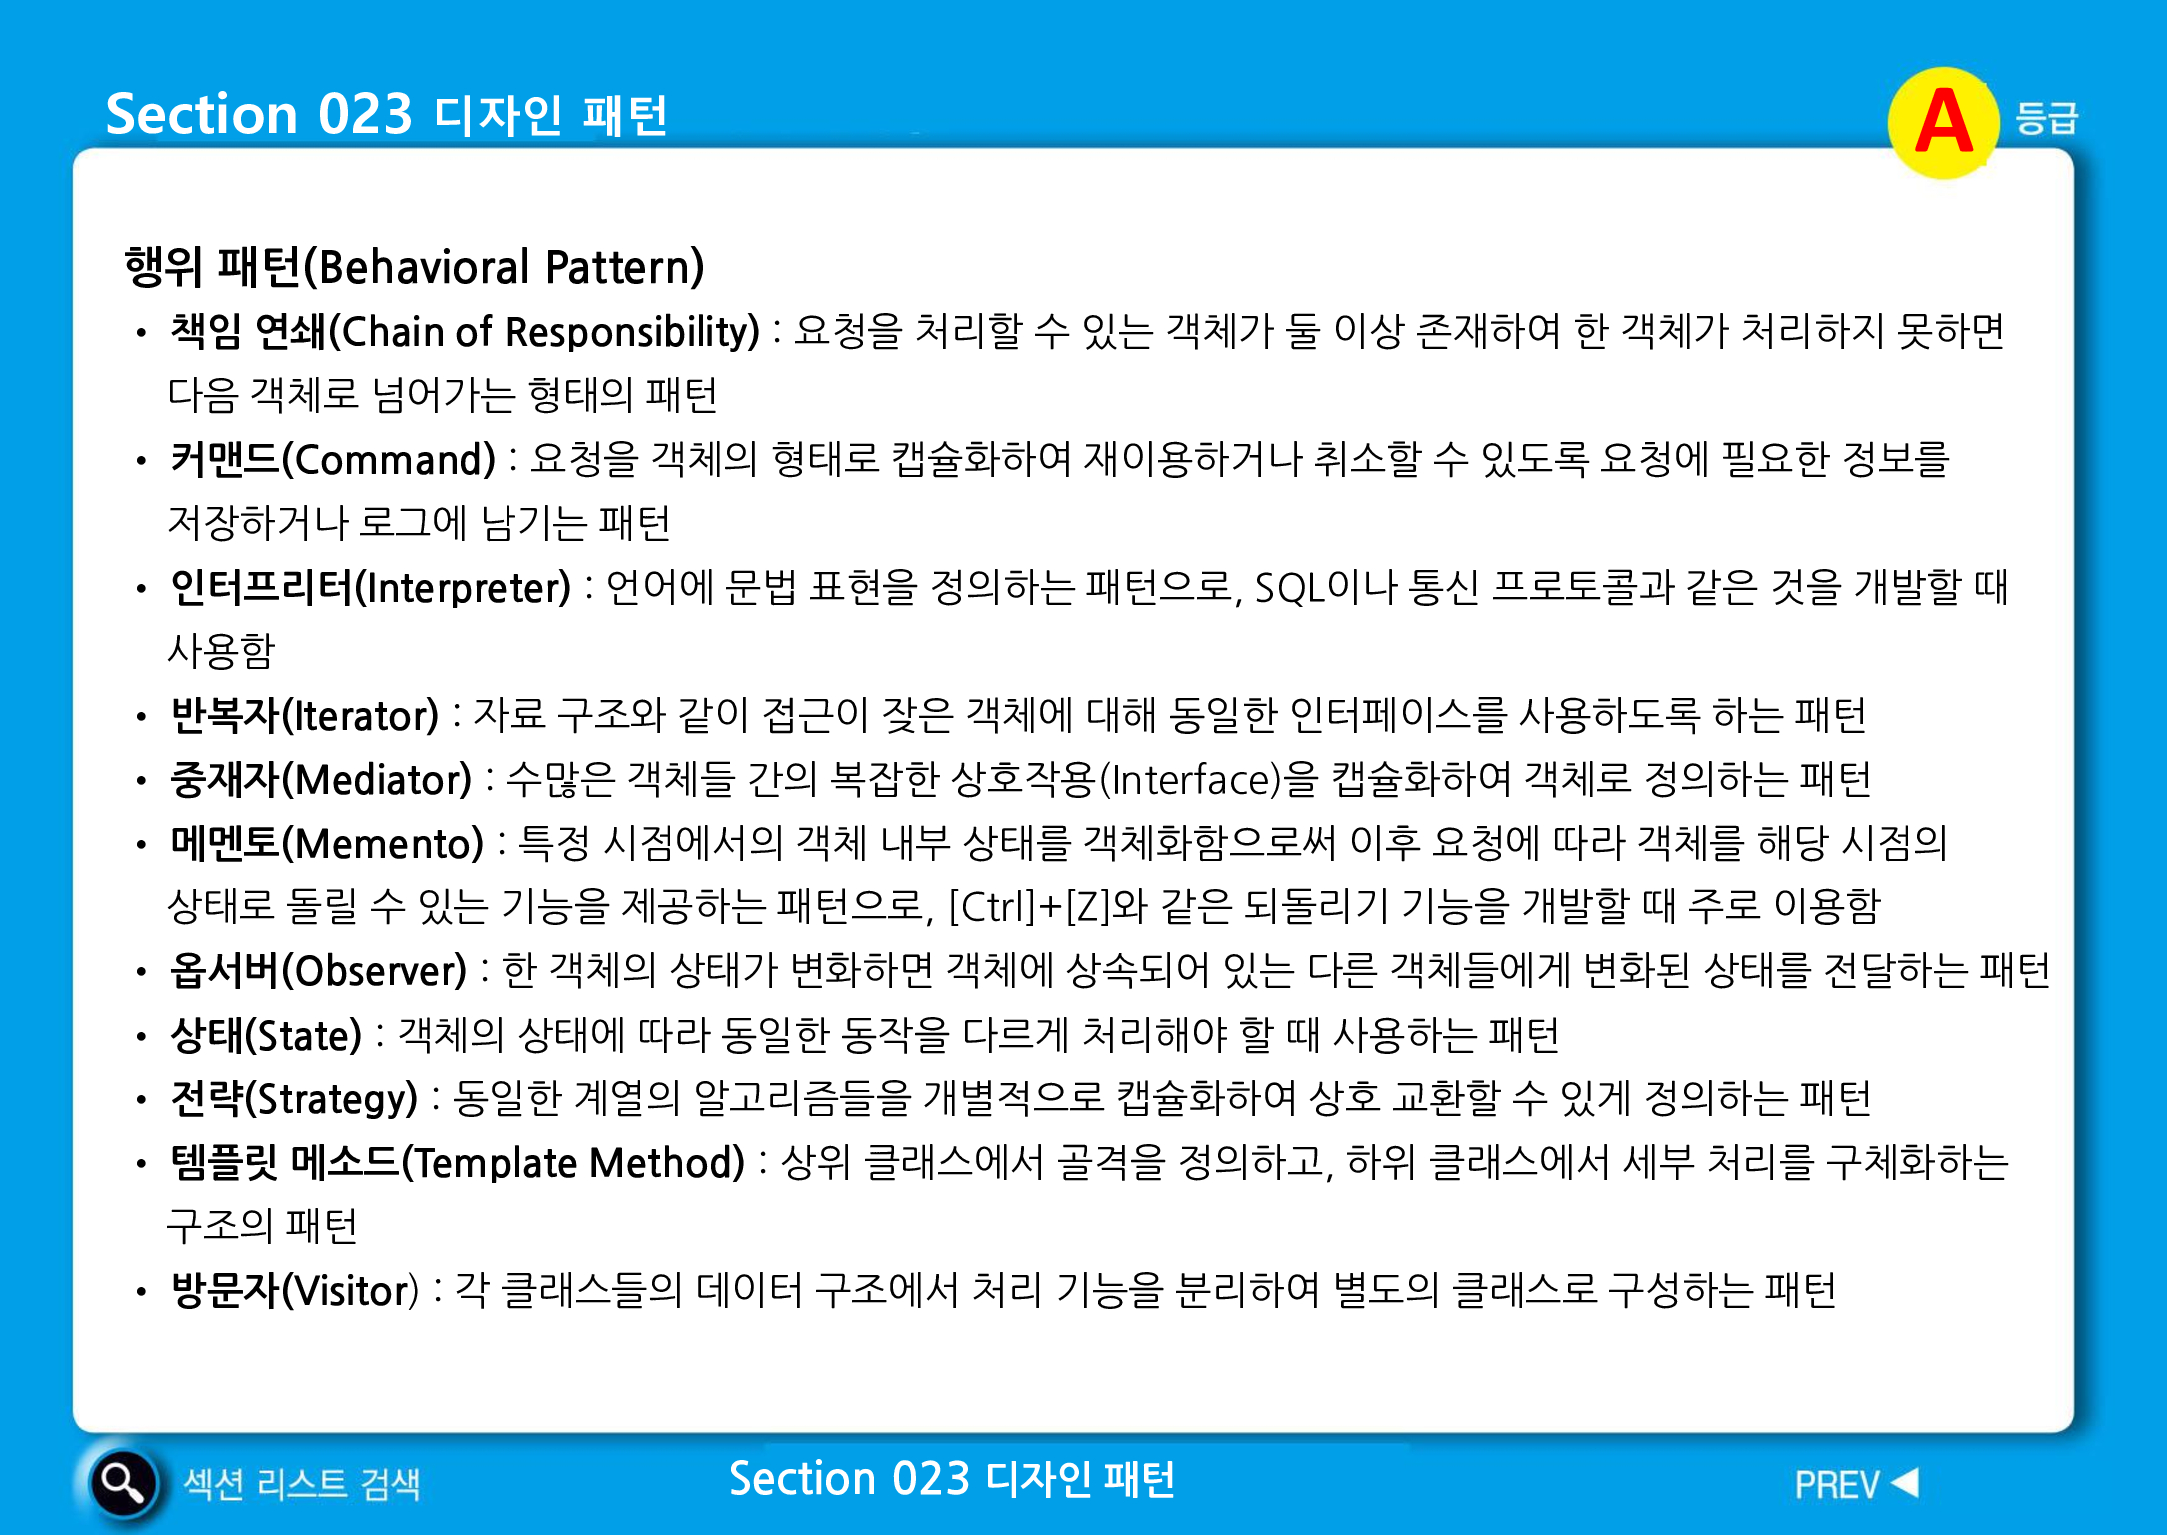 Section 023 디자인 패턴
A 등급
행위 패턴(Behavioral Pattern)
• 책임 연쇄(Chain of Responsibility) : 요청을 처리할 수 있는 객체가 둘 이상 존재하여 한 객체가 처리하지 못하면
다음 객체로 넘어가는 형태의 패턴
• 커맨드(Command) : 요청을 객체의 형태로 캡슐화하여 재이용하거나 취소할 수 있도록 요청에 필요한 정보를
저장하거나 로그에 남기는 패턴
• 인터프리터(Interpreter) : 언어에 문법 표현을 정의하는 패턴으로, SQL이나 통신 프로토콜과 같은 것을 개발할 때
사용함
• 반복자(Iterator) : 자료 구조와 같이 접근이 잦은 객체에 대해 동일한 인터페이스를 사용하도록 하는 패턴
• 중재자(Mediator) : 수많은 객체들 간의 복잡한 상호작용(Interface)을 캡슐화하여 객체로 정의하는 패턴
• 메멘토(Memento) : 특정 시점에서의 객체 내부 상태를 객체화함으로써 이후 요청에 따라 객체를 해당 시점의
상태로 돌릴 수 있는 기능을 제공하는 패턴으로, [Ctrl]+[Z]와 같은 되돌리기 기능을 개발할 때 주로 이용함
• 옵서버(Observer) : 한 객체의 상태가 변화하면 객체에 상속되어 있는 다른 객체들에게 변화된 상태를 전달하는 패턴
• 상태(State) : 객체의 상태에 따라 동일한 동작을 다르게 처리해야 할 때 사용하는 패턴
• 전략(Strategy) : 동일한 계열의 알고리즘들을 개별적으로 캡슐화하여 상호 교환할 수 있게 정의하는 패턴
• 템플릿 메소드(Template Method) : 상위 클래스에서 골격을 정의하고, 하위 클래스에서 세부 처리를 구체화하는
구조의 패턴
• 방문자(Visitor) : 각 클래스들의 데이터 구조에서 처리 기능을 분리하여 별도의 클래스로 구성하는 패턴
섹션 리스트 검색
Section 023 디자인 패턴
PREV ◀